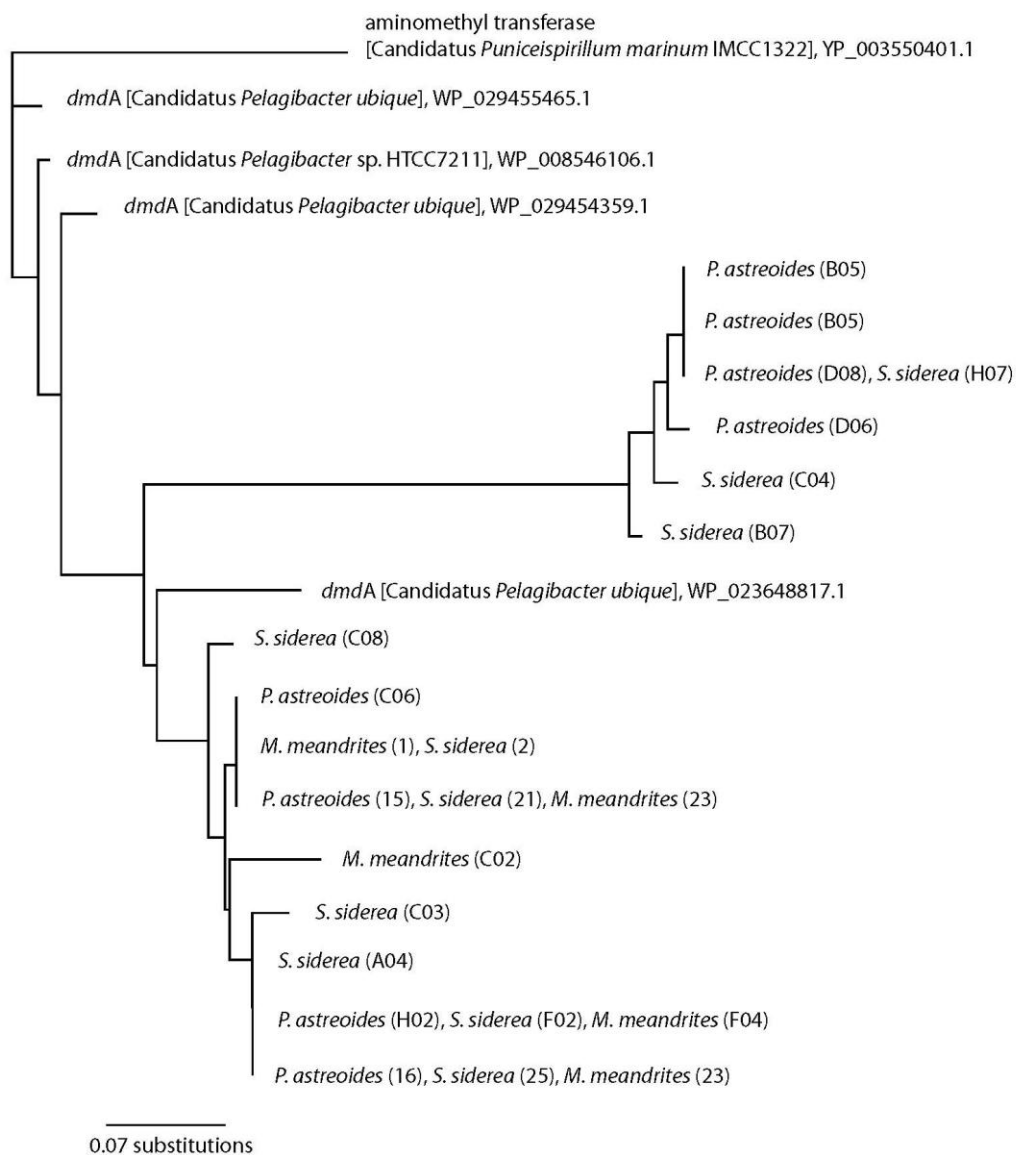 aminomethyl transferase
[Candidatus Puniceispirillum marinum IMCC1322], YP_003550401.1
dmdA [Candidatus Pelagibacter ubique], WP_029455465.1
dmdA [Candidatus Pelagibacter sp. HTCC7211], WP_008546106.1
dmdA [Candidatus Pelagibacter ubique], WP_029454359.1
P. astreoides (B05)
P. astreoides (B05)
P. astreoides (D08), S. siderea (H07)
P. astreoides (D06)
S. siderea (C04)
S. siderea (B07)
dmdA [Candidatus Pelagibacter ubique], WP_023648817.1
S. siderea (C08)
P. astreoides (C06)
M. meandrites (1), S. siderea (2)
P. astreoides (15), S. siderea (21), M. meandrites (23)
M. meandrites (C02)
S. siderea (C03)
S. siderea (A04)
P. astreoides (H02), S. siderea (F02), M. meandrites (F04)
P. astreoides (16), S. siderea (25), M. meandrites (23)
0.07 substitutions